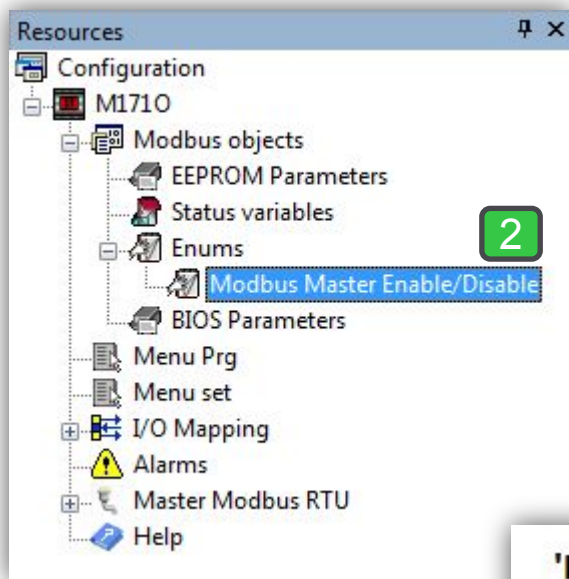 Resources
Configuration
M171O
Modbus objects
EEPROM Parameters
Status variables
Enums
2
Modbus Master Enable/Disable
BIOS Parameters
Menu Prg
Menu set
I/O Mapping
Alarms
Master Modbus RTU
Help